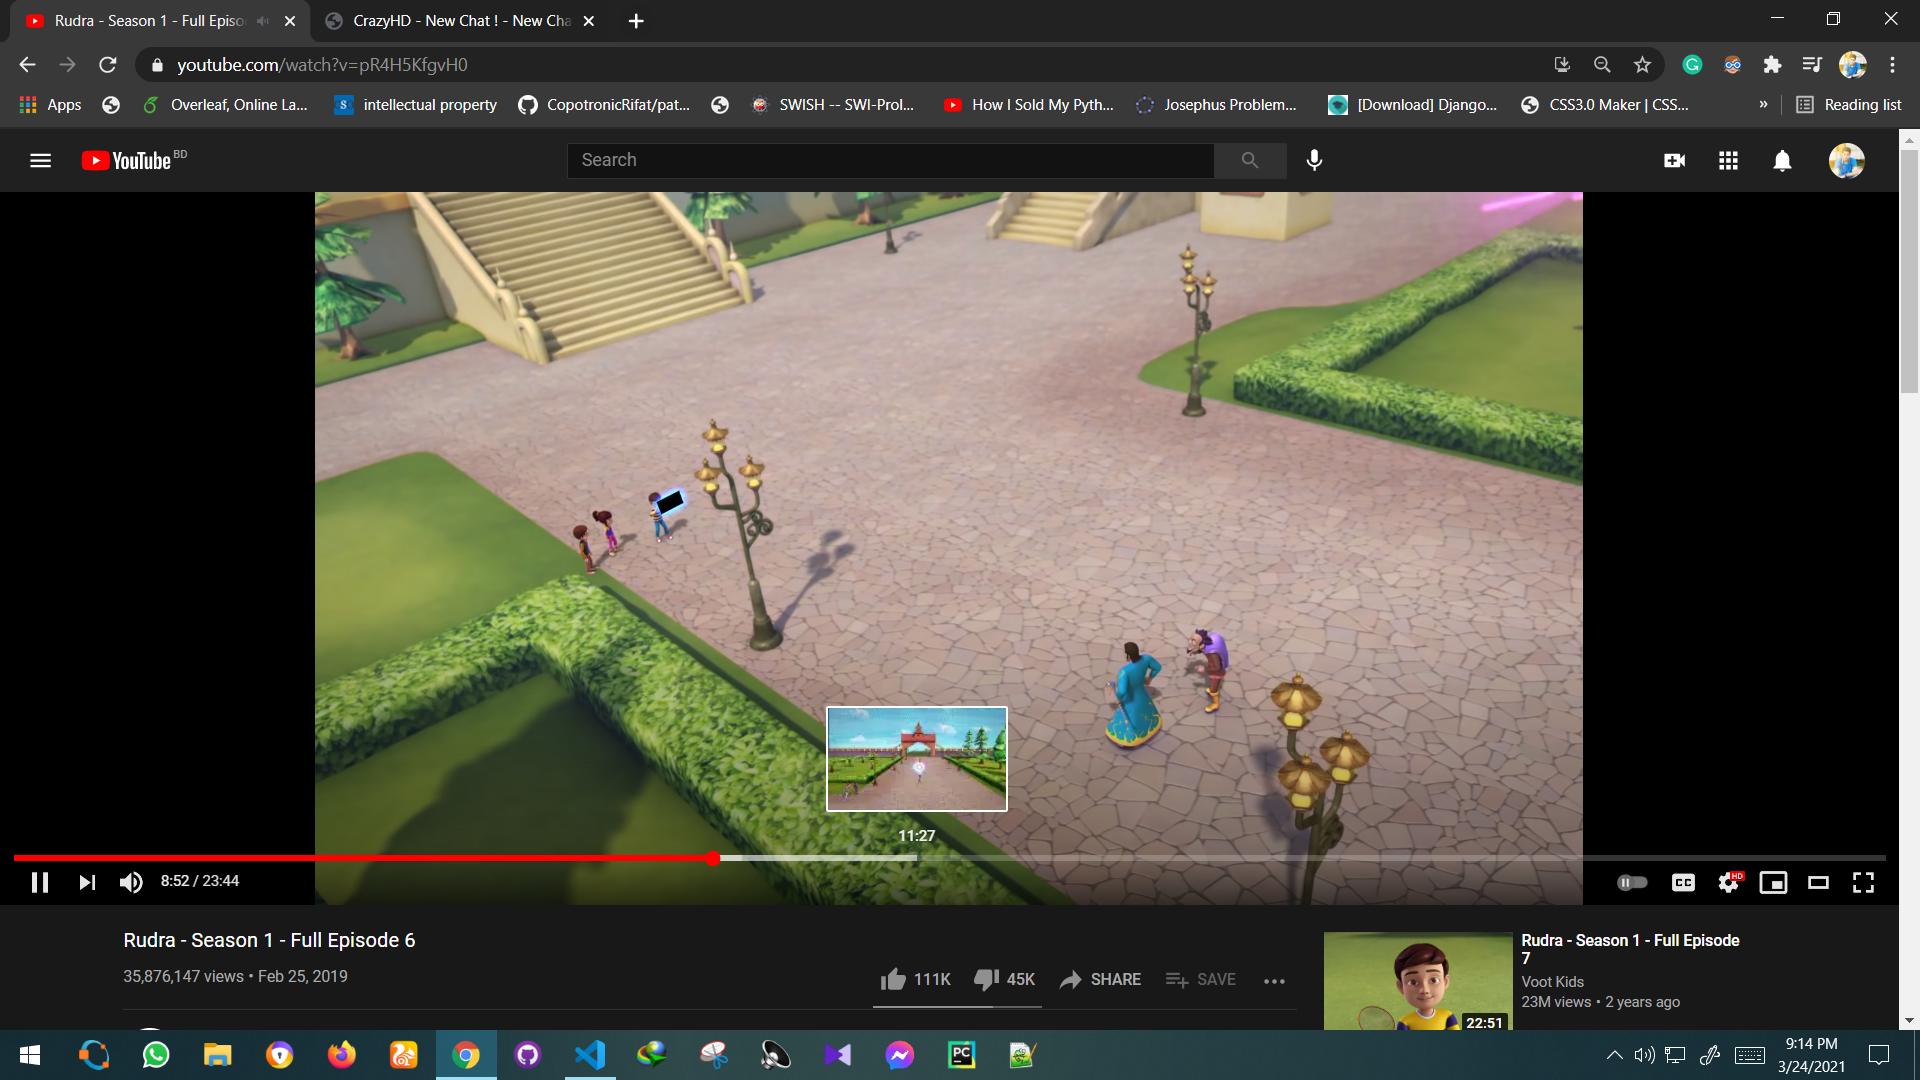 Rudra - Season 1 - Full Episo
CrazyHD - New Chat ! - New Cha
youtube.com/watch?v=pR4H5KfgvH0
Apps
Overleaf, Online La...
intellectual property
CopotronicRifat/pat...
SWISH -- SWI-Prol...
How I Sold My Pyth...
Josephus Problem...
[Download] Django...
CSS3.0 Maker | CSS...
»
Reading list
YouTube BD
Search
11:27
8:52 / 23:44
CC
HD
Rudra - Season 1 - Full Episode 6
35,876,147 views • Feb 25, 2019
111K
45K
SHARE
SAVE
Rudra - Season 1 - Full Episode
7
Voot Kids
23M views • 2 years ago
22:51
PC
9:14 PM
3/24/2021